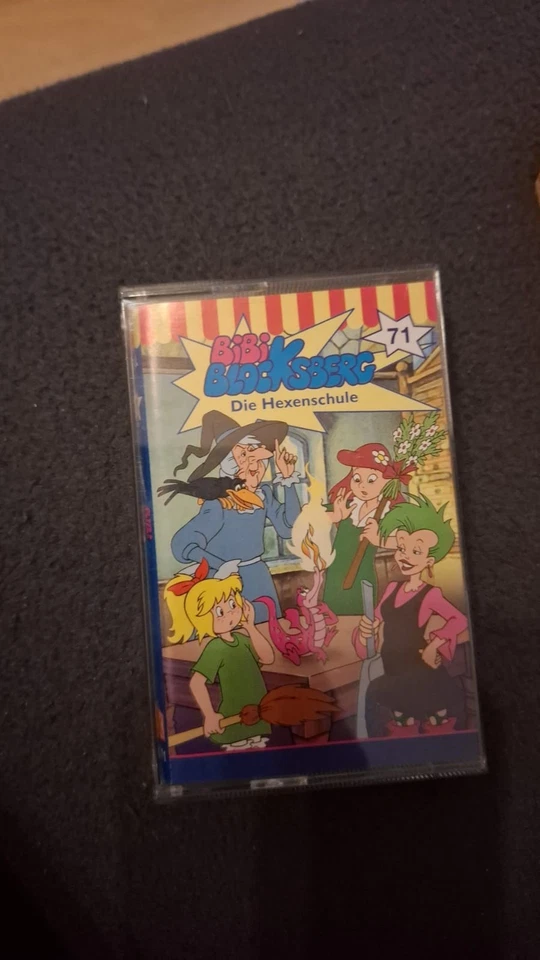 71
BiBi
BLOCKSBERG
Die Hexenschule